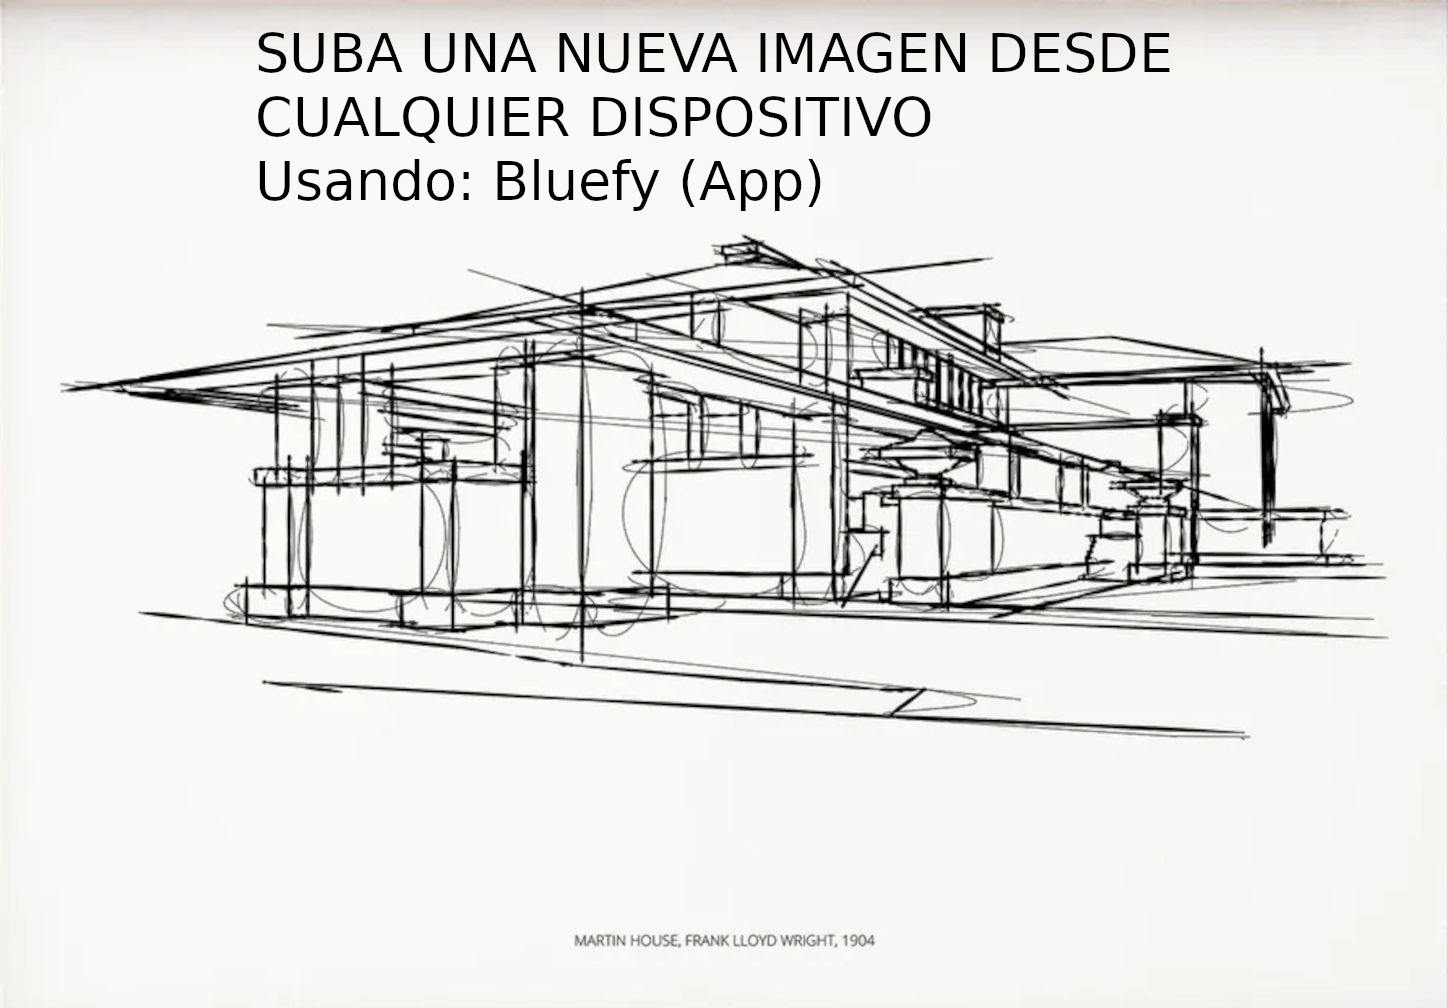 SUBA UNA NUEVA IMAGEN DESDE
CUALQUIER DISPOSITIVO
Usando: Bluefy (App)
MARTIN HOUSE, FRANK LLOYD WRIGHT, 1904